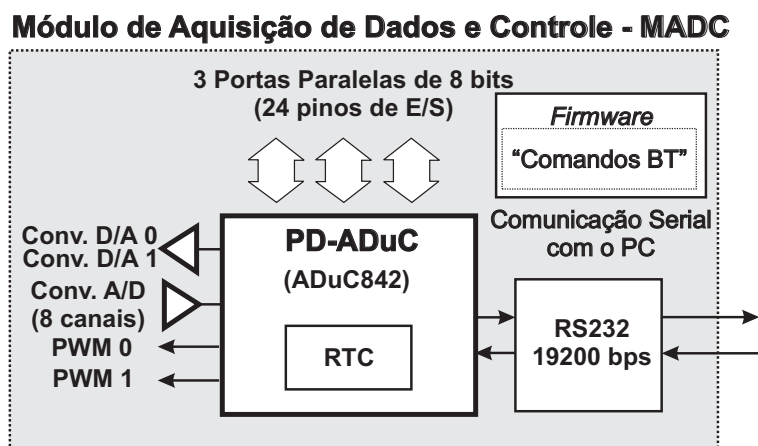 Módulo de Aquisição de Dados e Controle - MADC
3 Portas Paralelas de 8 bits
(24 pinos de E/S)
Firmware
“Comandos BT”
Comunicação Serial
com o PC
Conv. D/A 0
Conv. D/A 1
Conv. A/D
(8 canais)
PWM 0
PWM 1
PD-ADuC
(ADuC842)
RTC
RS232
19200 bps